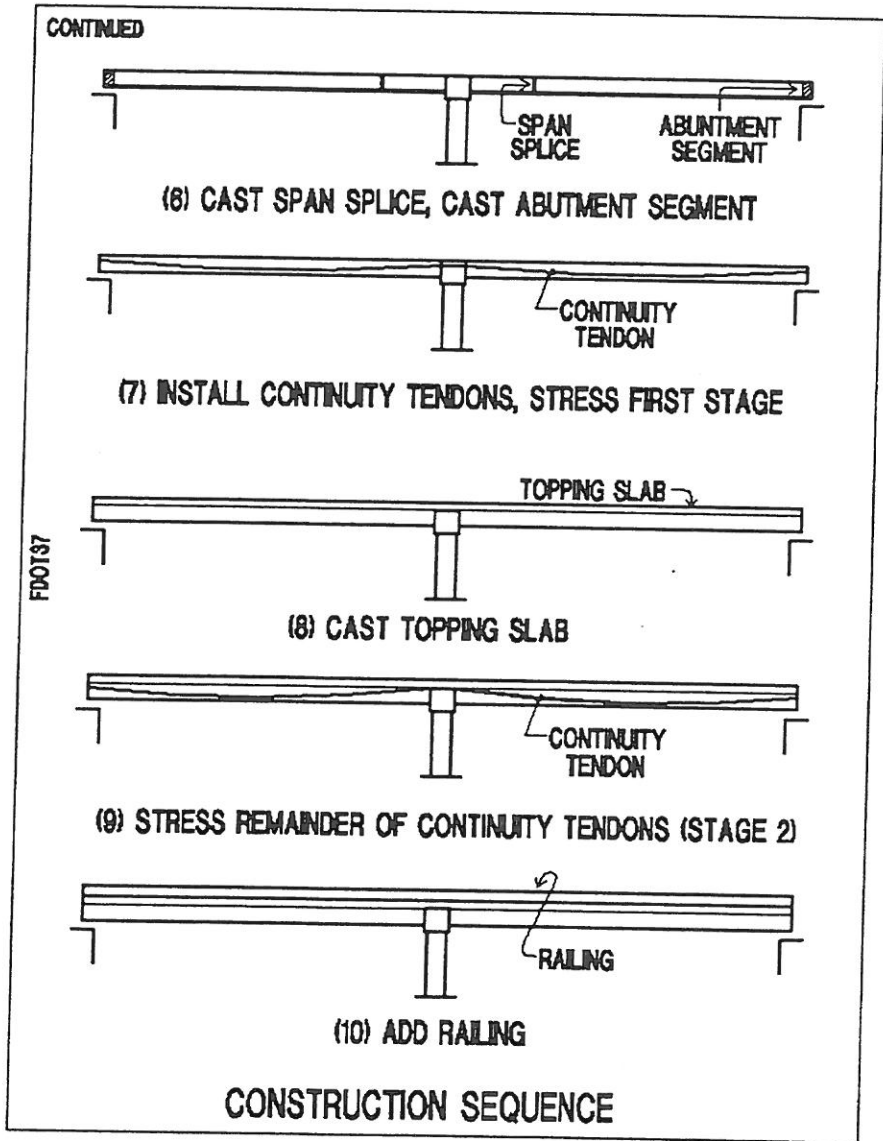 CONTINUED
SPAN
SPLICE
ABUNTMENT
SEGMENT
(6) CAST SPAN SPLICE, CAST ABUTMENT SEGMENT
CONTINUITY
TENDON
(7) INSTALL CONTINUITY TENDONS, STRESS FIRST STAGE
TOPPING SLAB
FDOT37
(8) CAST TOPPING SLAB
CONTINUITY
TENDON
(9) STRESS REMAINDER OF CONTINUITY TENDONS (STAGE 2)
RAILING
(10) ADD RAILING
CONSTRUCTION SEQUENCE